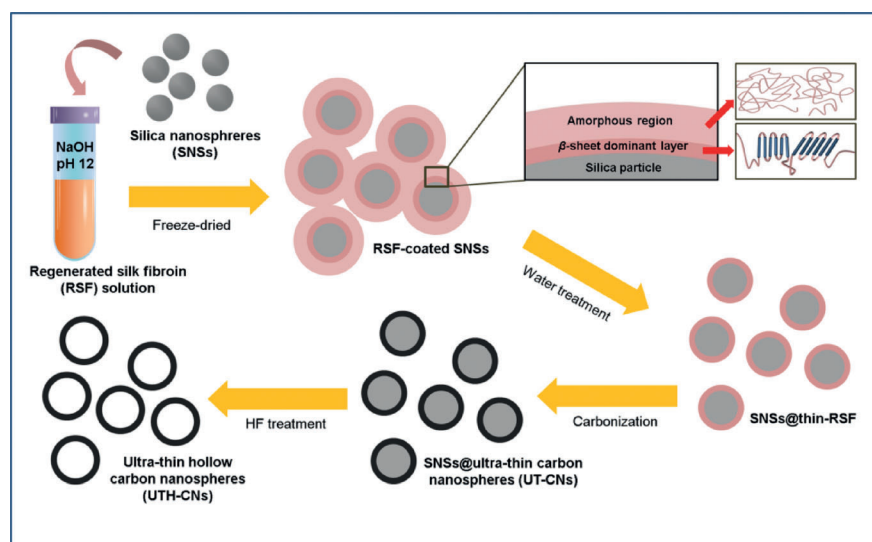 NaOH
pH 12
Silica nanosphreres
(SNSs)
Freeze-dried
Regenerated silk fibroin
(RSF) solution
RSF-coated SNSs
Amorphous region
β-sheet dominant layer
Silica particle
Water treatment
SNSs@thin-RSF
Carbonization
SNSs@ultra-thin carbon
nanospheres (UT-CNs)
HF treatment
Ultra-thin hollow
carbon nanospheres
(UTH-CNs)